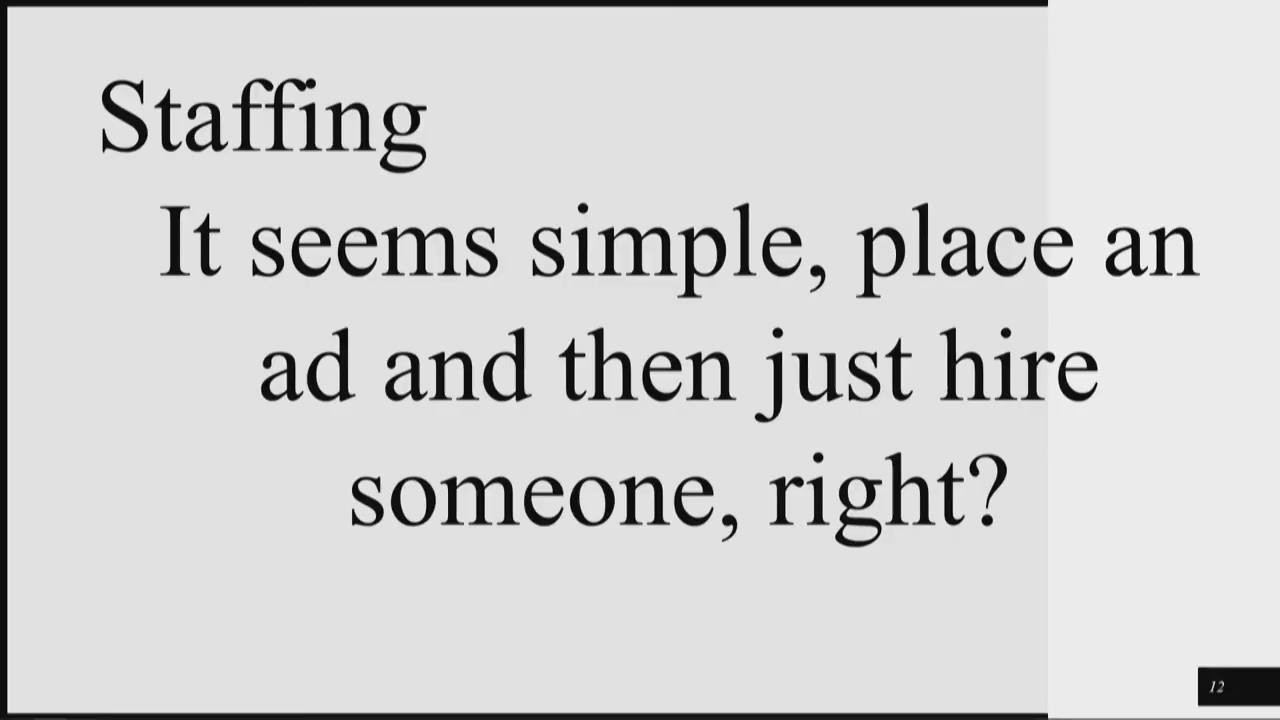 Staffing
It seems simple, place an
ad and then just hire
someone, right?
12